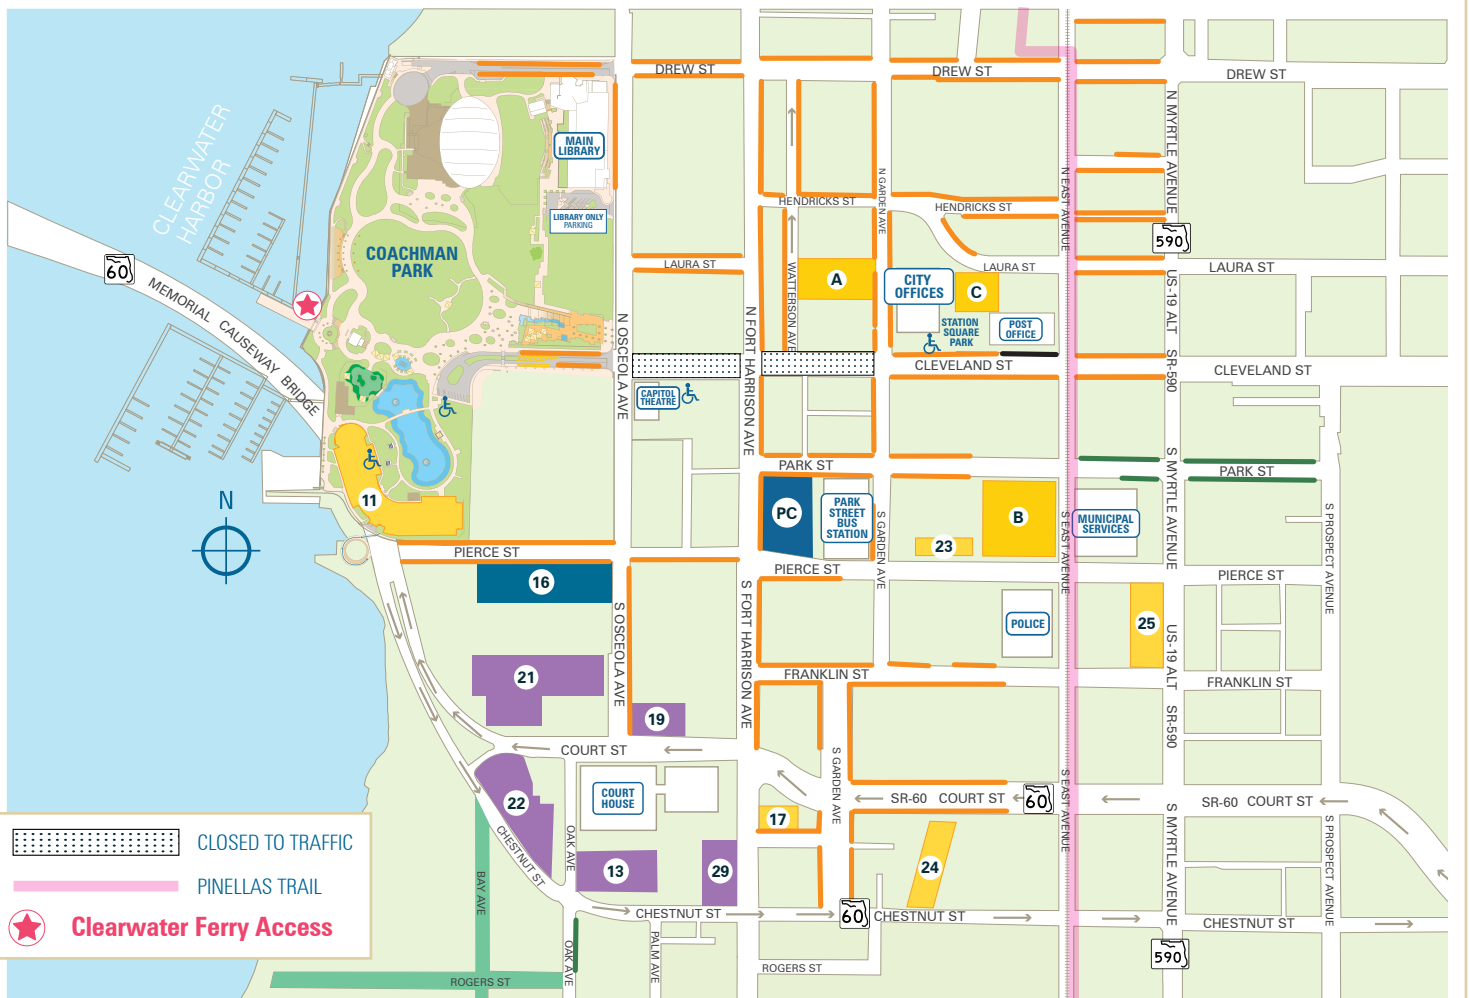 DREW ST
DREW ST
DREW ST
CLEARWATER
HARBOR
MAIN
LIBRARY
LIBRARY ONLY
PARKING
COACHMAN
PARK
N MYRTLE AVENUE
N EAST AVENUE
N GARDEN AVE
HENDRICKS ST
HENDRICKS ST
590
60
MEMORIAL CAUSEWAY BRIDGE
LAURA ST
LAURA ST
LAURA ST
WATTERSON AVE
A
CITY
OFFICES
C
STATION
SQUARE
PARK
POST
OFFICE
US-19 ALT
SR-590
N OSCEOLA AVE
N FORT HARRISON AVE
CLEVELAND ST
CLEVELAND ST
CAPITOL
THEATRE
PARK ST
PARK ST
S MYRTLE AVENUE
11
N
PC
PARK
STREET
BUS
STATION
S GARDEN AVE
23
B
S EAST AVENUE
MUNICIPAL
SERVICES
S PROSPECT AVENUE
PIERCE ST
PIERCE ST
PIERCE ST
16
S OSCEOLA AVE
S FORT HARRISON AVE
POLICE
25
US-19 ALT
SR-590
21
19
FRANKLIN ST
FRANKLIN ST
COURT ST
S GARDEN AVE
S EAST AVENUE
22
COURT
HOUSE
17
SR-60 COURT ST
60
SR-60 COURT ST
S MYRTLE AVENUE
S PROSPECT AVENUE
CHESTNUT ST
OAK AVE
13
29
24
BAY AVE
CHESTNUT ST
60
CHESTNUT ST
CHESTNUT ST
OAK AVE
PALM AVE
590
ROGERS ST
ROGERS ST
CLOSED TO TRAFFIC
PINELLAS TRAIL
Clearwater Ferry Access